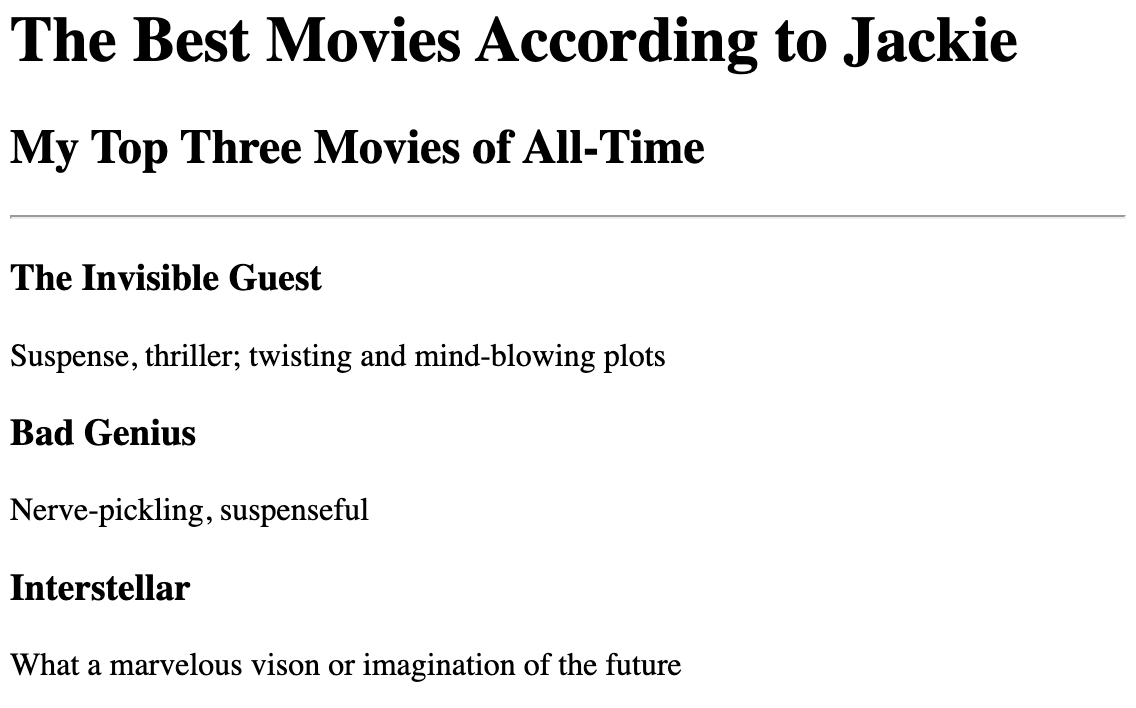 The Best Movies According to Jackie
My Top Three Movies of All-Time
The Invisible Guest
Suspense, thriller; twisting and mind-blowing plots
Bad Genius
Nerve-pickling, suspenseful
Interstellar
What a marvelous vison or imagination of the future